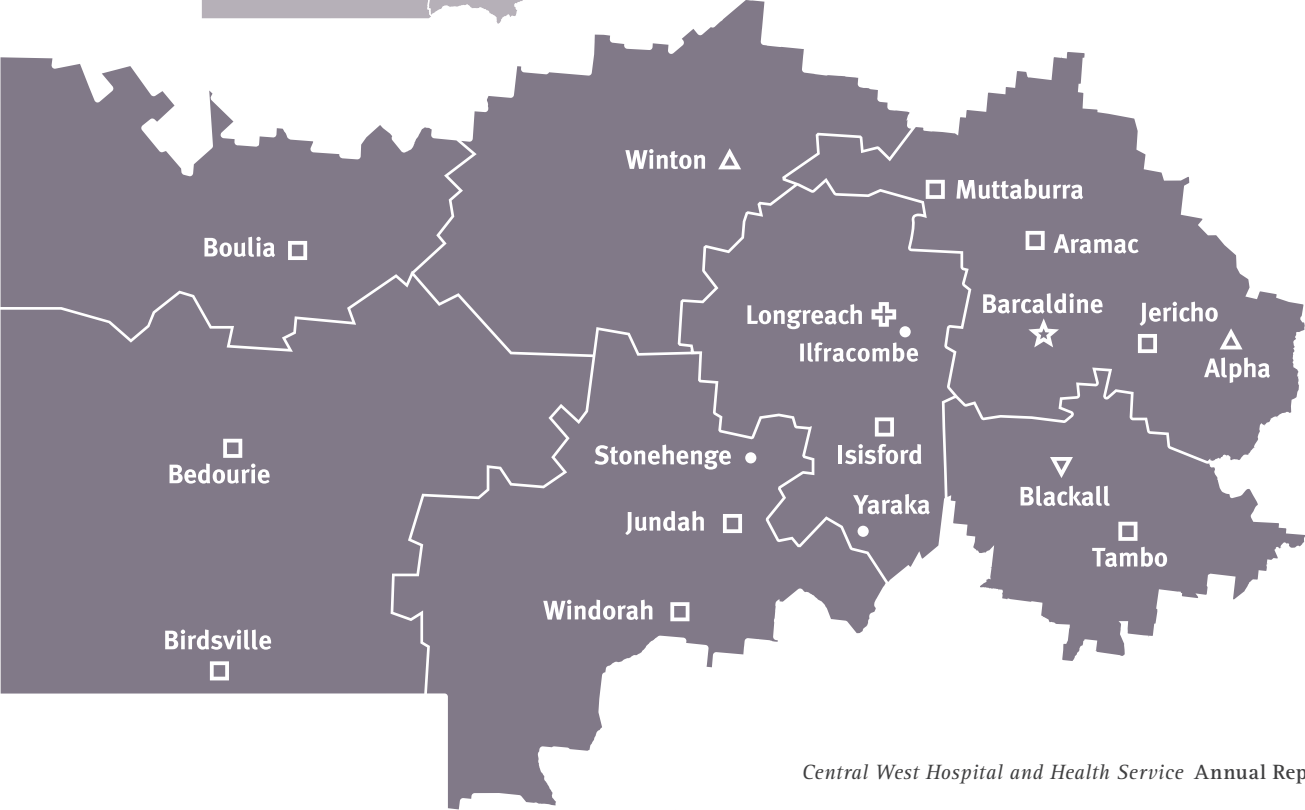 Winton
Muttaburra
Boulia
Aramac
Barcaldine
Longreach
Jericho
Ilfracombe
Alpha
Stonehenge
Isisford
Bedourie
Blackall
Yaraka
Jundah
Tambo
Windorah
Birdsville
Central West Hospital and Health Service Annual Rep